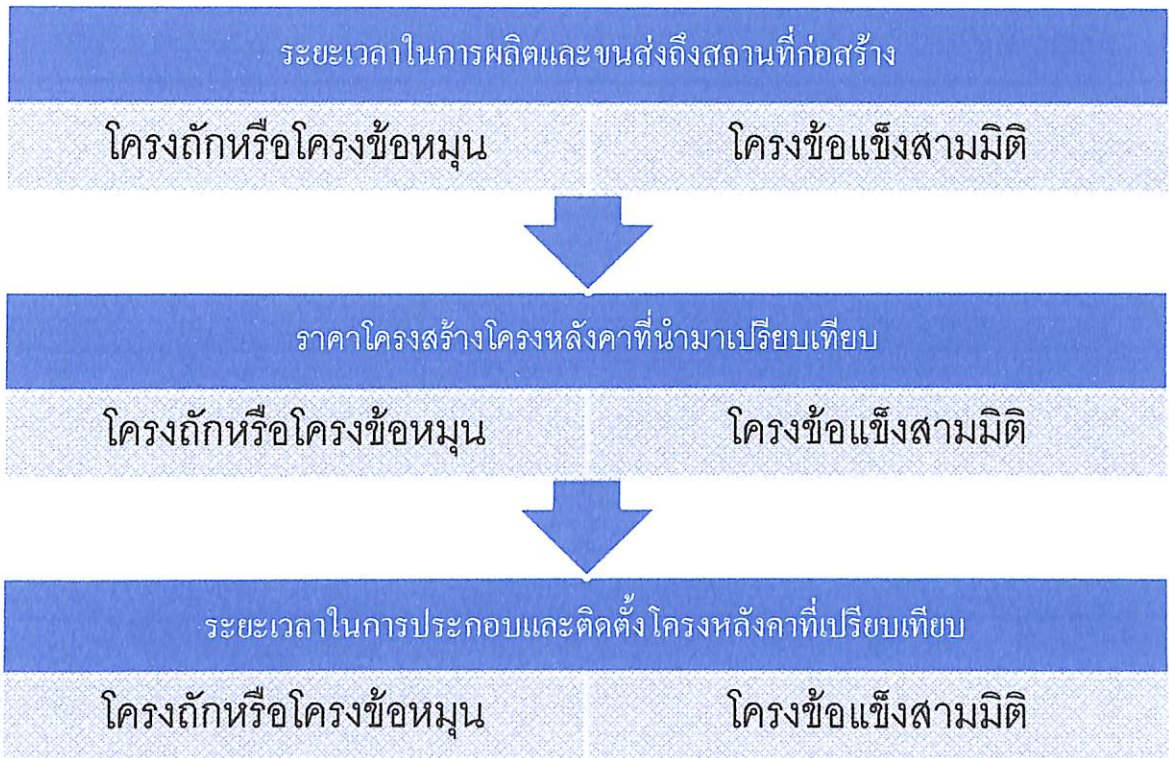 ระยะเวลาในการผลิตและขนส่งถึงสถานที่ก่อสร้าง
โครงถักหรือโครงข้อหมุน โครงข้อแข็งสามมิติ
ราคาโครงสร้างโครงหลังคาที่นำมาเปรียบเทียบ
โครงถักหรือโครงข้อหมุน โครงข้อแข็งสามมิติ
ระยะเวลาในการประกอบและติดตั้งโครงหลังคาที่เปรียบเทียบ
โครงถักหรือโครงข้อหมุน โครงข้อแข็งสามมิติ